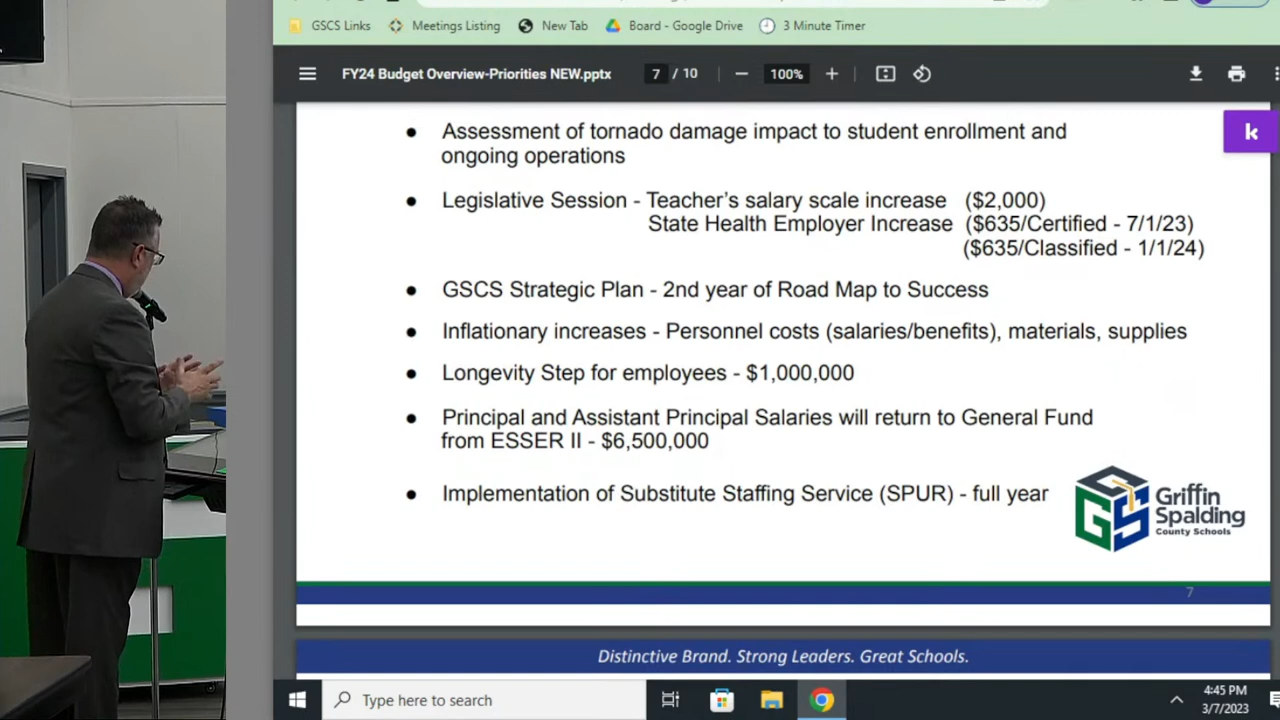 GSCS Links
Meetings Listing
New Tab
Board - Google Drive
3 Minute Timer
FY24 Budget Overview-Priorities NEW.pptx
7 / 10
100%
● Assessment of tornado damage impact to student enrollment and
ongoing operations
k
● Legislative Session - Teacher's salary scale increase ($2,000)
State Health Employer Increase ($635/Certified - 7/1/23)
($635/Classified - 1/1/24)
● GSCS Strategic Plan - 2nd year of Road Map to Success
● Inflationary increases - Personnel costs (salaries/benefits), materials, supplies
● Longevity Step for employees - $1,000,000
● Principal and Assistant Principal Salaries will return to General Fund
from ESSER II - $6,500,000
● Implementation of Substitute Staffing Service (SPUR) - full year
GS
Griffin
Spalding
County Schools
7
Distinctive Brand. Strong Leaders. Great Schools.
Type here to search
4:45 PM
3/7/2023